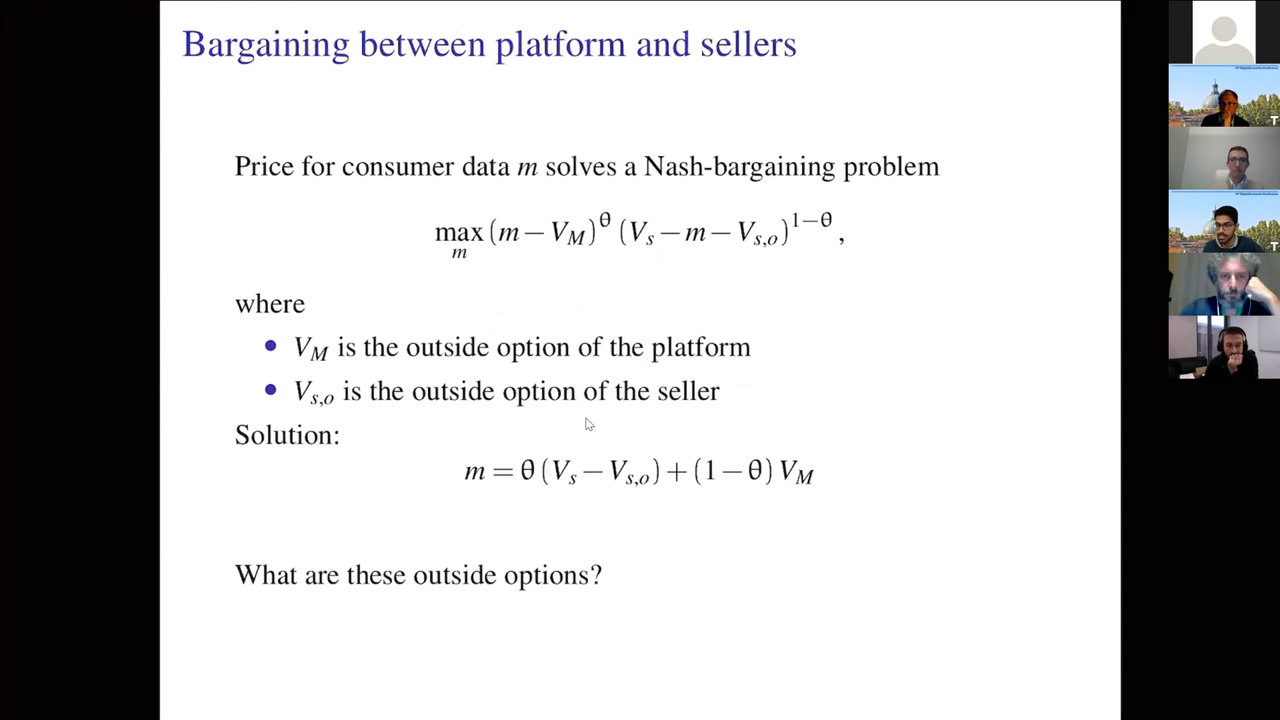 Bargaining between platform and sellers
Price for consumer data m solves a Nash-bargaining problem
max_m (m − V_M)^θ (V_s − m − V_{s,o})^{1−θ} ,
where
• V_M is the outside option of the platform
• V_{s,o} is the outside option of the seller
Solution:
m = θ (V_s − V_{s,o}) + (1 − θ) V_M
What are these outside options?